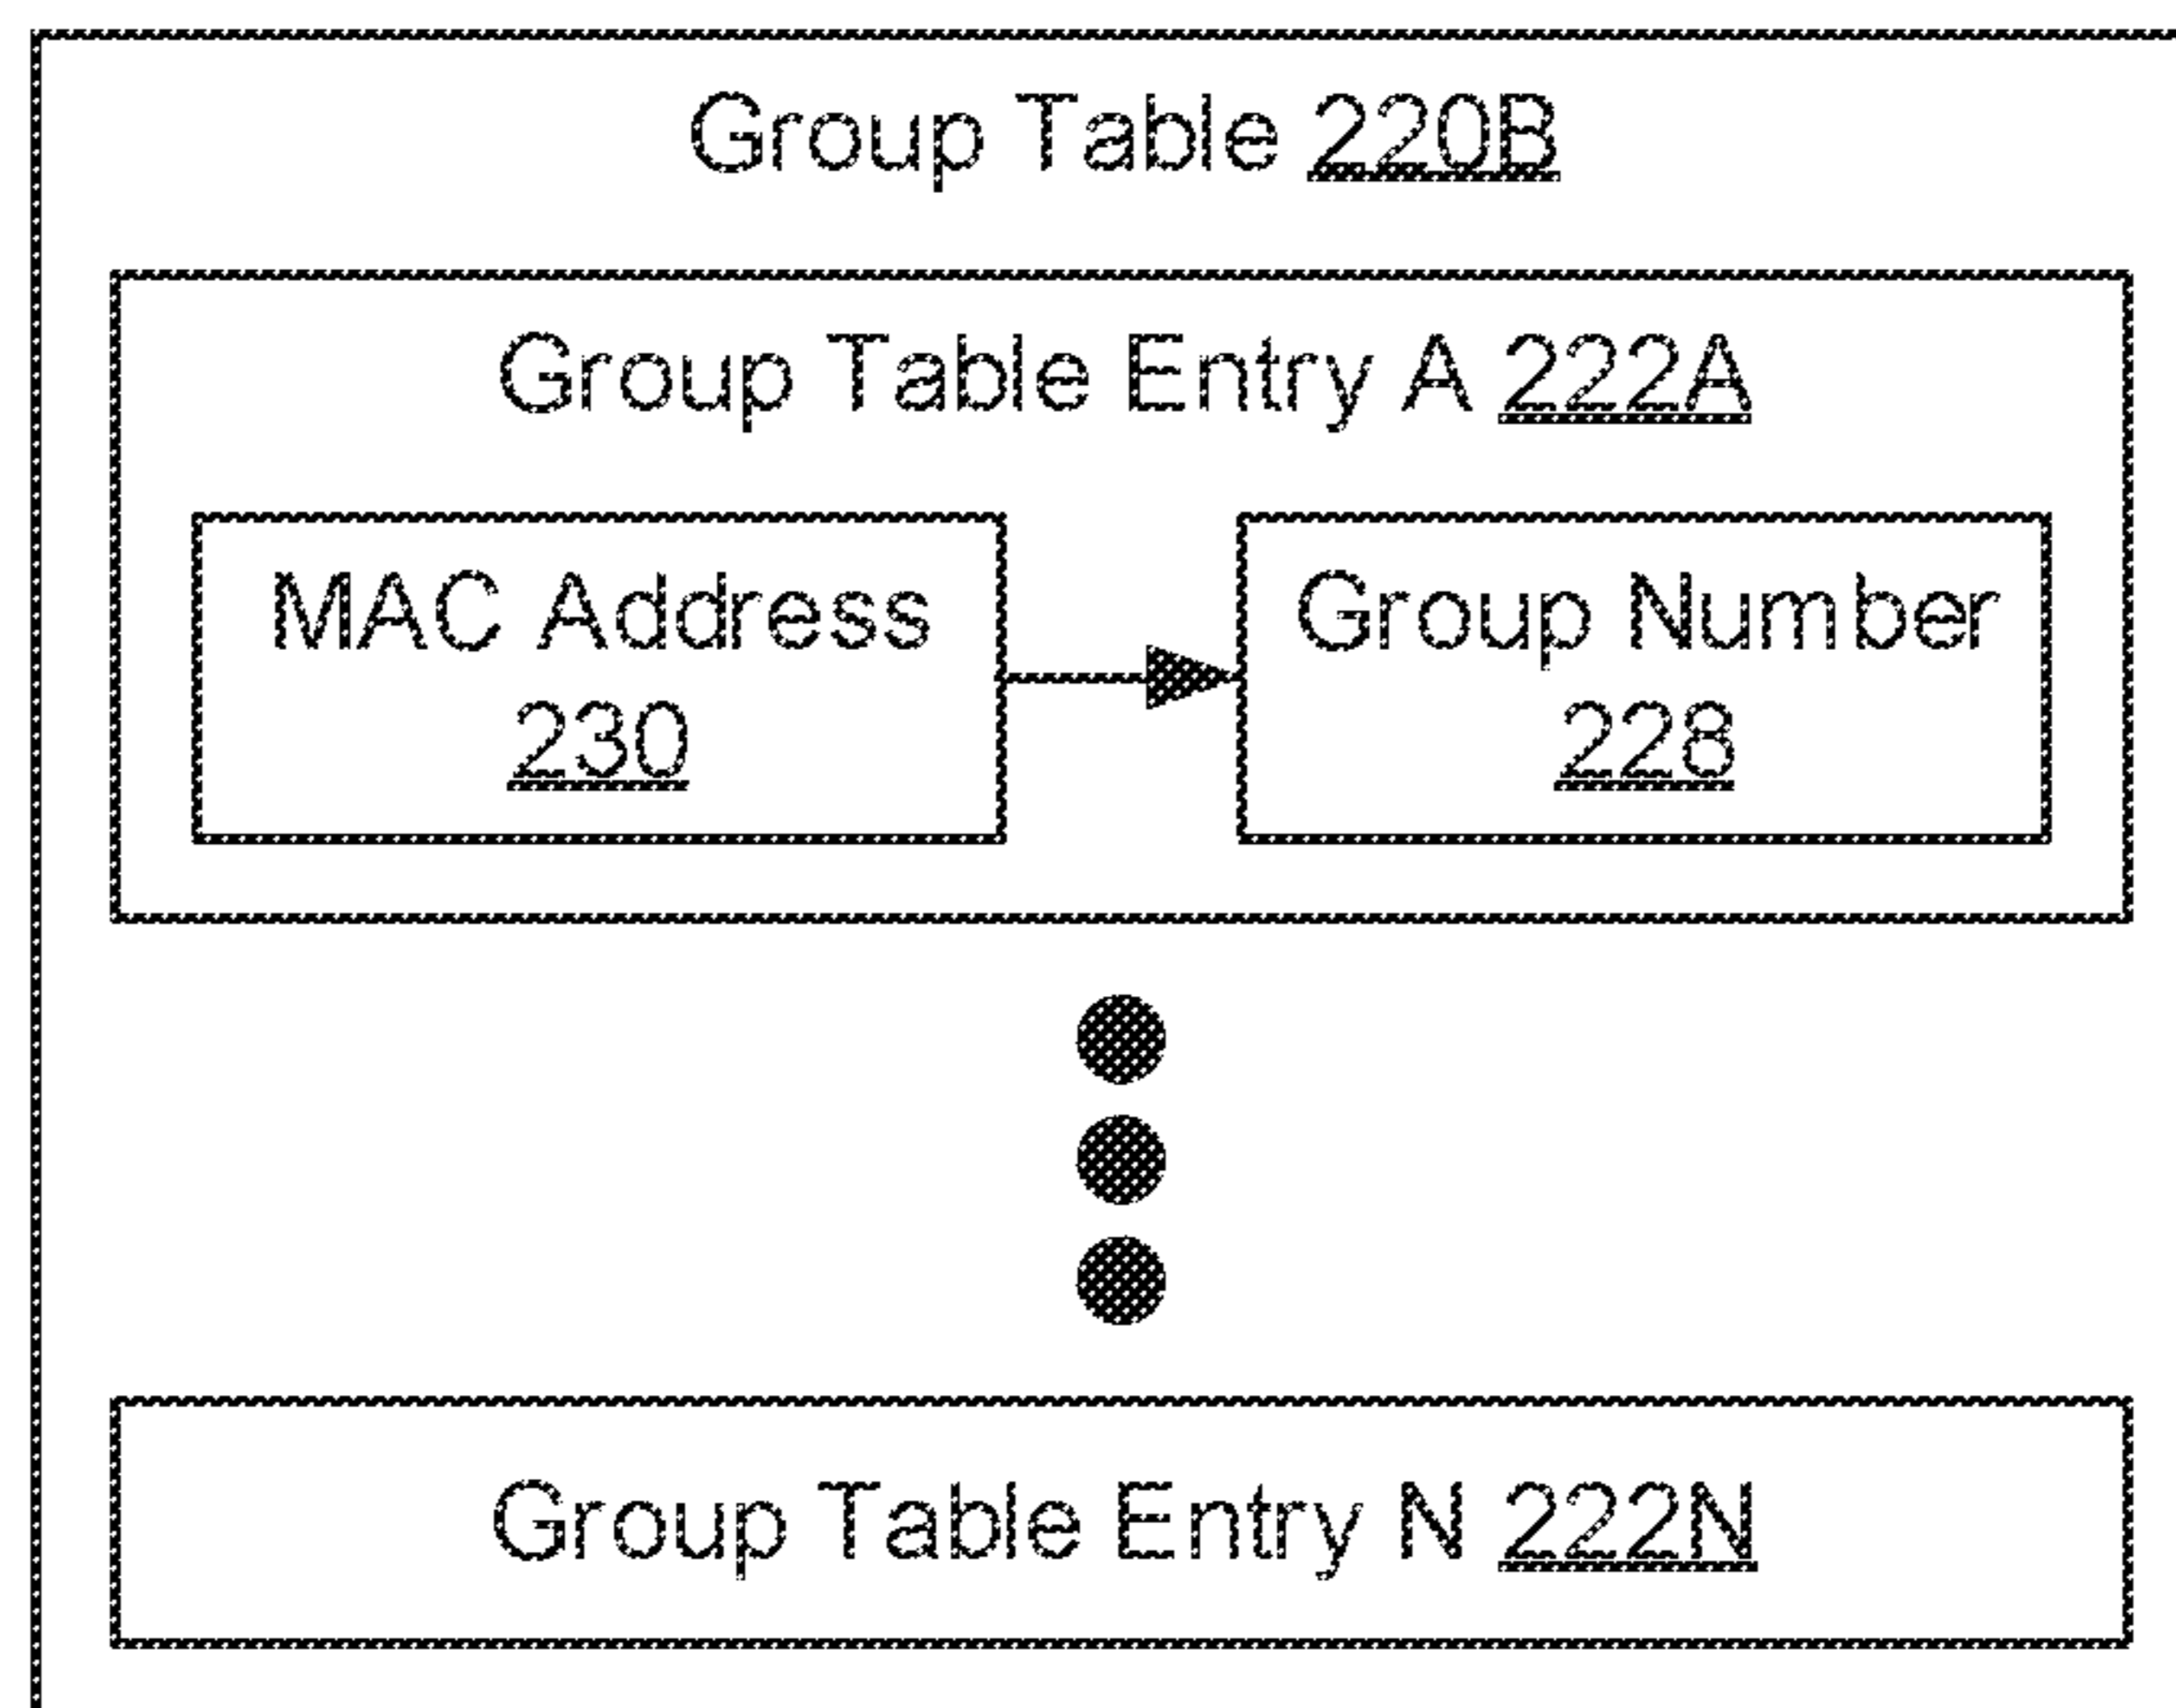 Group Table 220B
Group Table Entry A 222A
MAC Address
230
Group Number
228
Group Table Entry N 222N